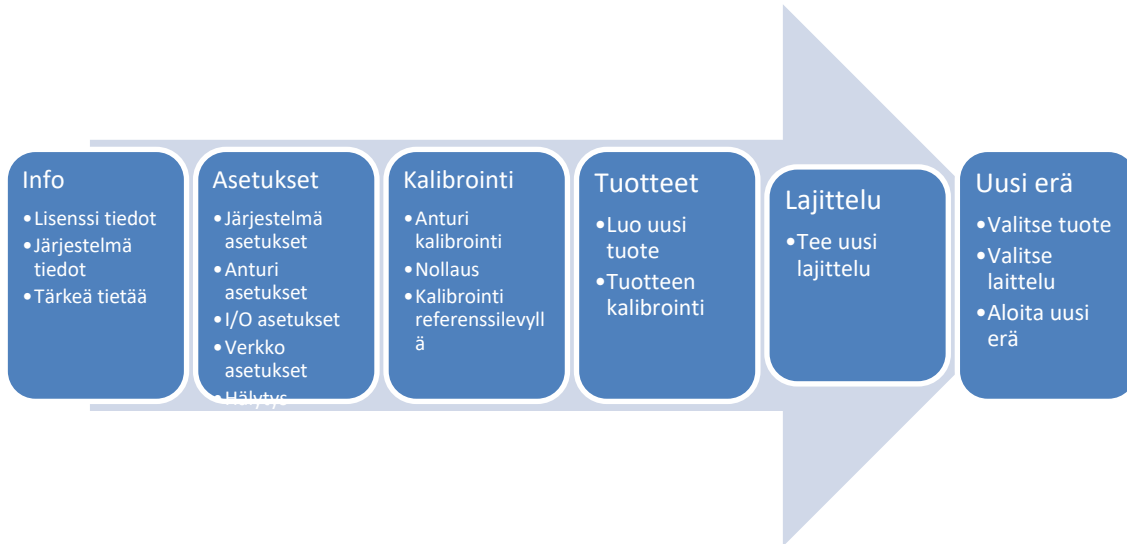 Info
•Lisenssi tiedot
•Järjestelmä
tiedot
•Tärkeä tietää
Asetukset
•Järjestelmä
asetukset
•Anturi
asetukset
•I/O asetukset
•Verkko
asetukset
•Hälytys
Kalibrointi
•Anturi
kalibrointi
•Nollaus
•Kalibrointi
referenssilevyll
ä
Tuotteet
•Luo uusi
tuote
•Tuotteen
kalibrointi
Lajittelu
•Tee uusi
lajittelu
Uusi erä
•Valitse tuote
•Valitse
laittelu
•Aloita uusi
erä